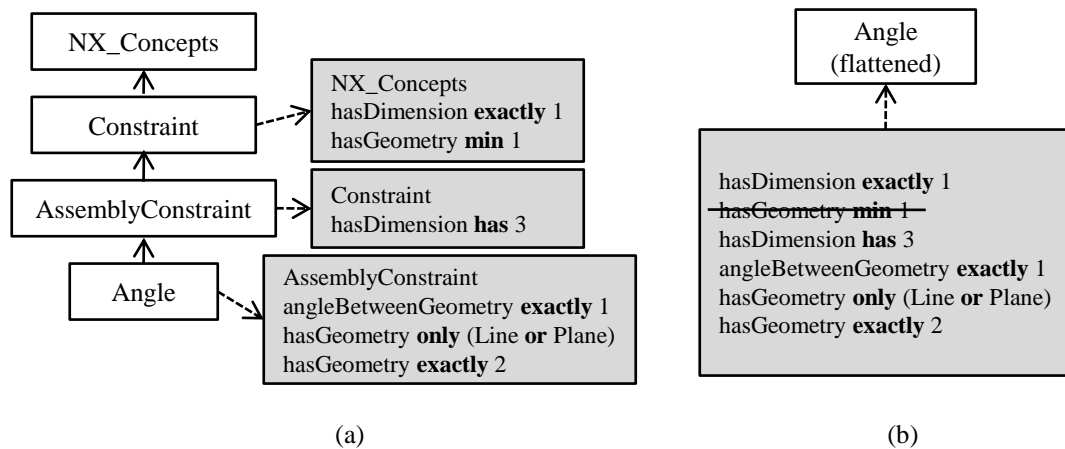 NX_Concepts
Constraint
AssemblyConstraint
Angle
NX_Concepts
hasDimension exactly 1
hasGeometry min 1
Constraint
hasDimension has 3
AssemblyConstraint
angleBetweenGeometry exactly 1
hasGeometry only (Line or Plane)
hasGeometry exactly 2
(a)
Angle
(flattened)
hasDimension exactly 1
hasGeometry min 1
hasDimension has 3
angleBetweenGeometry exactly 1
hasGeometry only (Line or Plane)
hasGeometry exactly 2
(b)